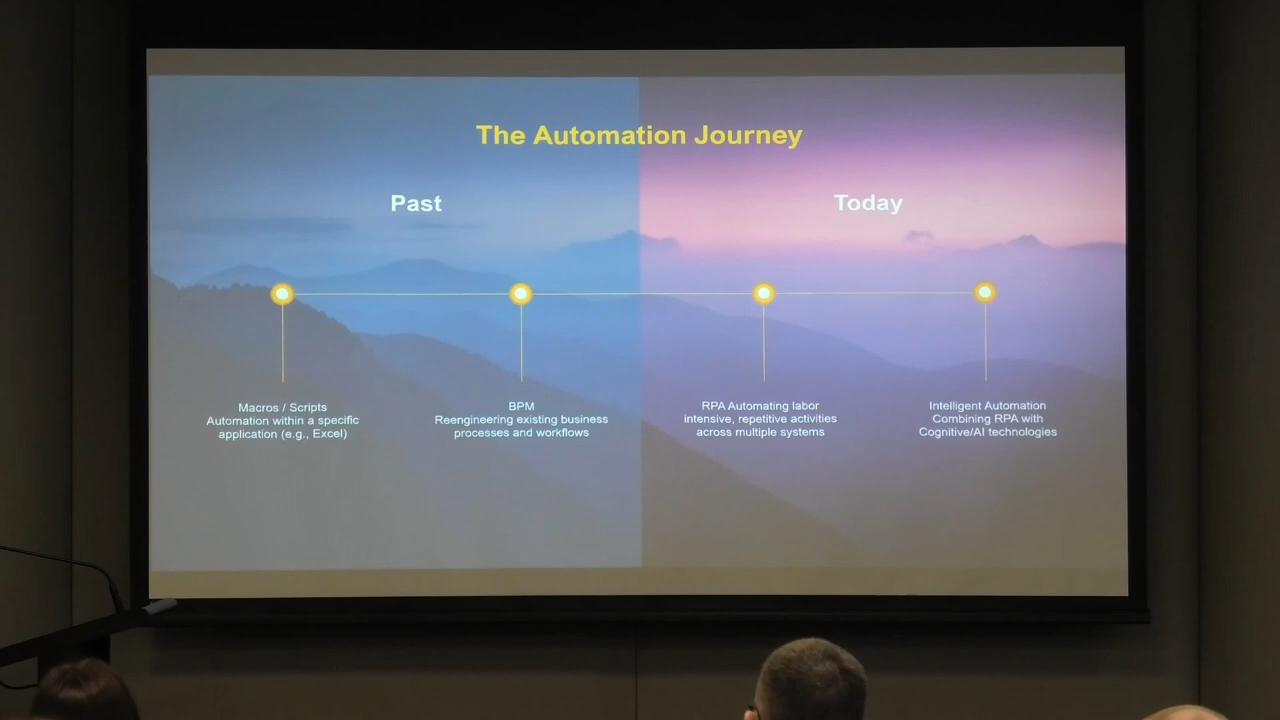 The Automation Journey
Past
Today
Macros / Scripts
Automation within a specific
application (e.g., Excel)
BPM
Reengineering existing business
processes and workflows
RPA Automating labor
intensive, repetitive activities
across multiple systems
Intelligent Automation
Combining RPA with
Cognitive/AI technologies